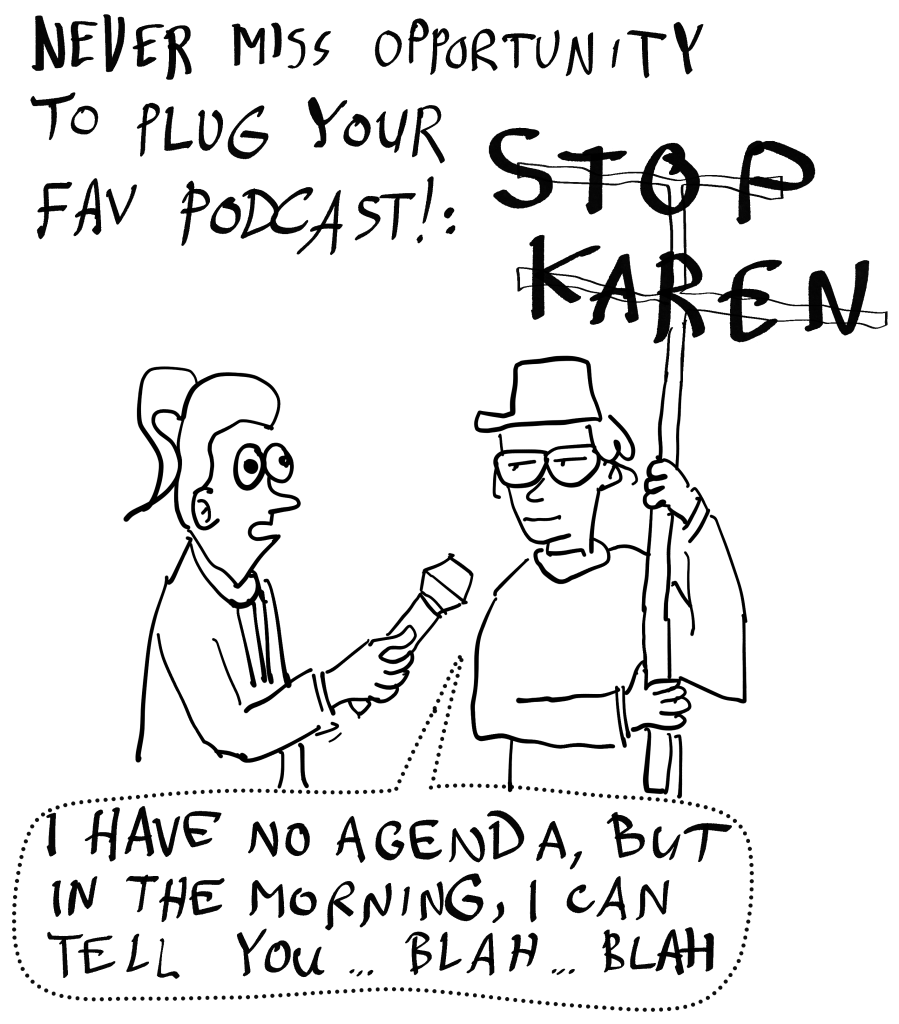 NEVER MISS OPPORTUNITY
TO PLUG YOUR
FAV PODCAST!:
STOP
KAREN
I HAVE NO AGENDA, BUT
IN THE MORNING, I CAN
TELL YOU... BLAH... BLAH